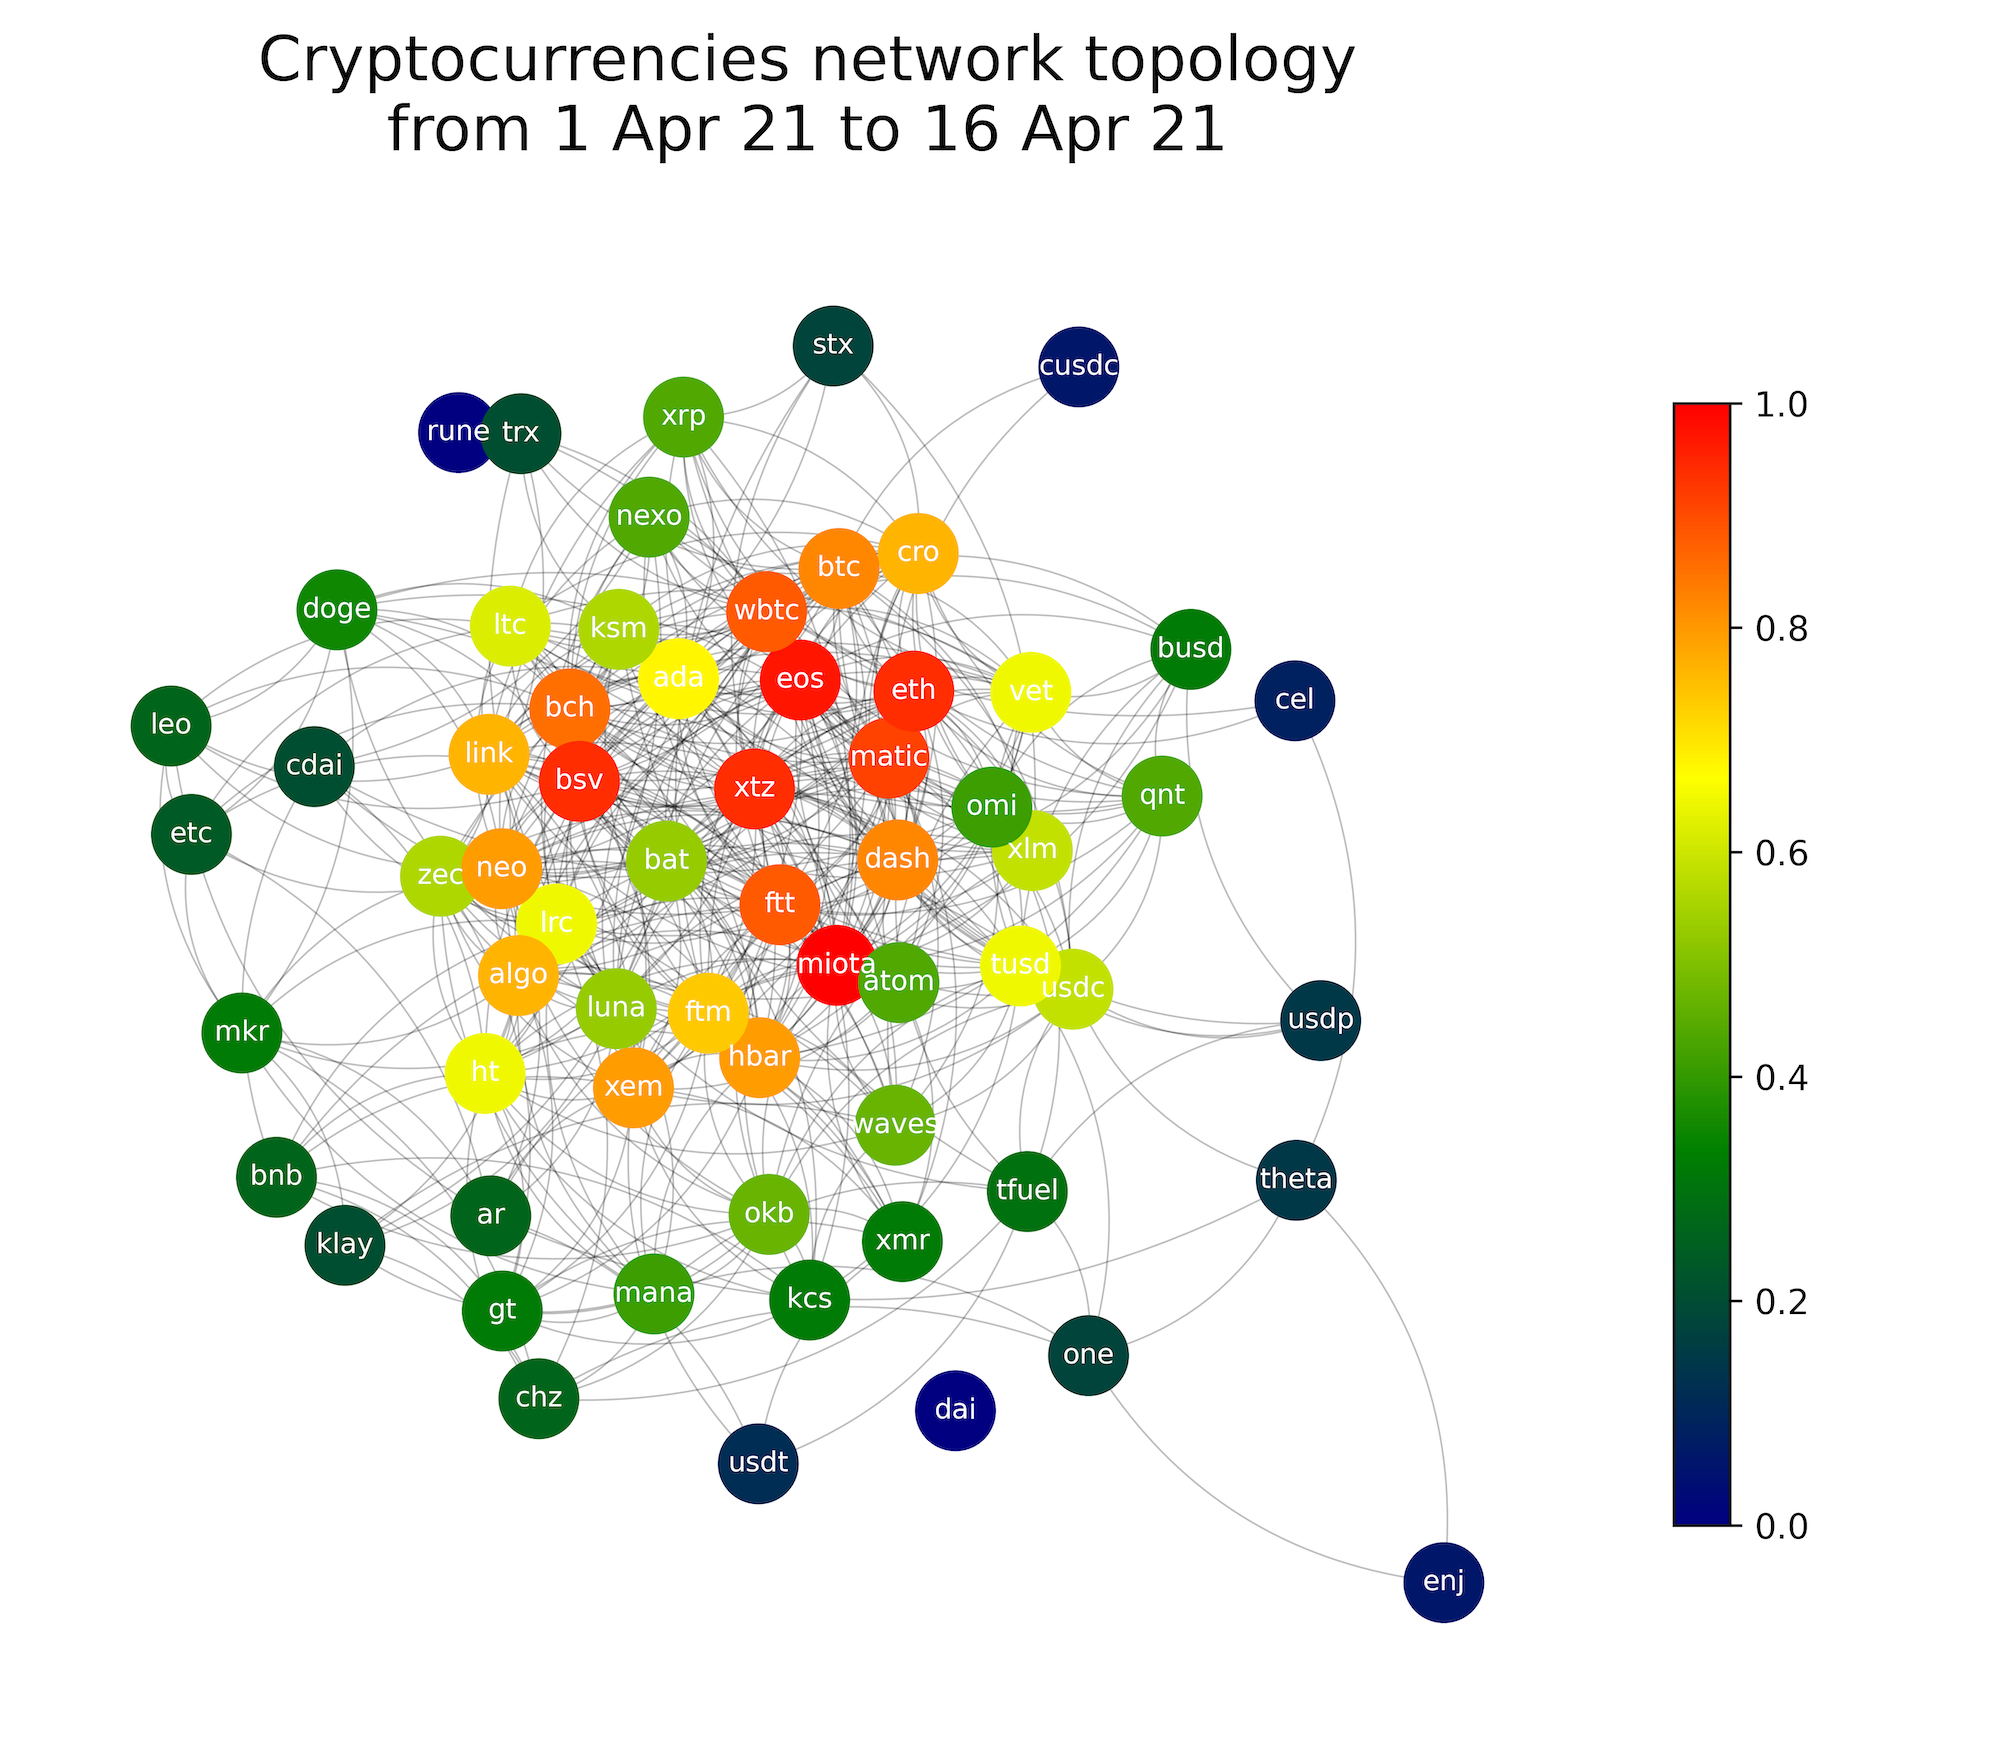 Cryptocurrencies network topology
from 1 Apr 21 to 16 Apr 21
stx
cusdc
xrp
rune
trx
nexo
cro
btc
doge
wbtc
ltc
ksm
busd
ada
eos
eth
vet
cel
bch
leo
link
matic
cdai
bsv
xtz
qnt
omi
etc
xlm
dash
bat
neo
zec
ftt
lrc
miota
tusd
algo
atom
usdc
luna
ftm
usdp
mkr
hbar
ht
xem
waves
bnb
theta
tfuel
ar
okb
klay
xmr
mana
kcs
gt
one
chz
dai
usdt
enj
1.0
0.8
0.6
0.4
0.2
0.0